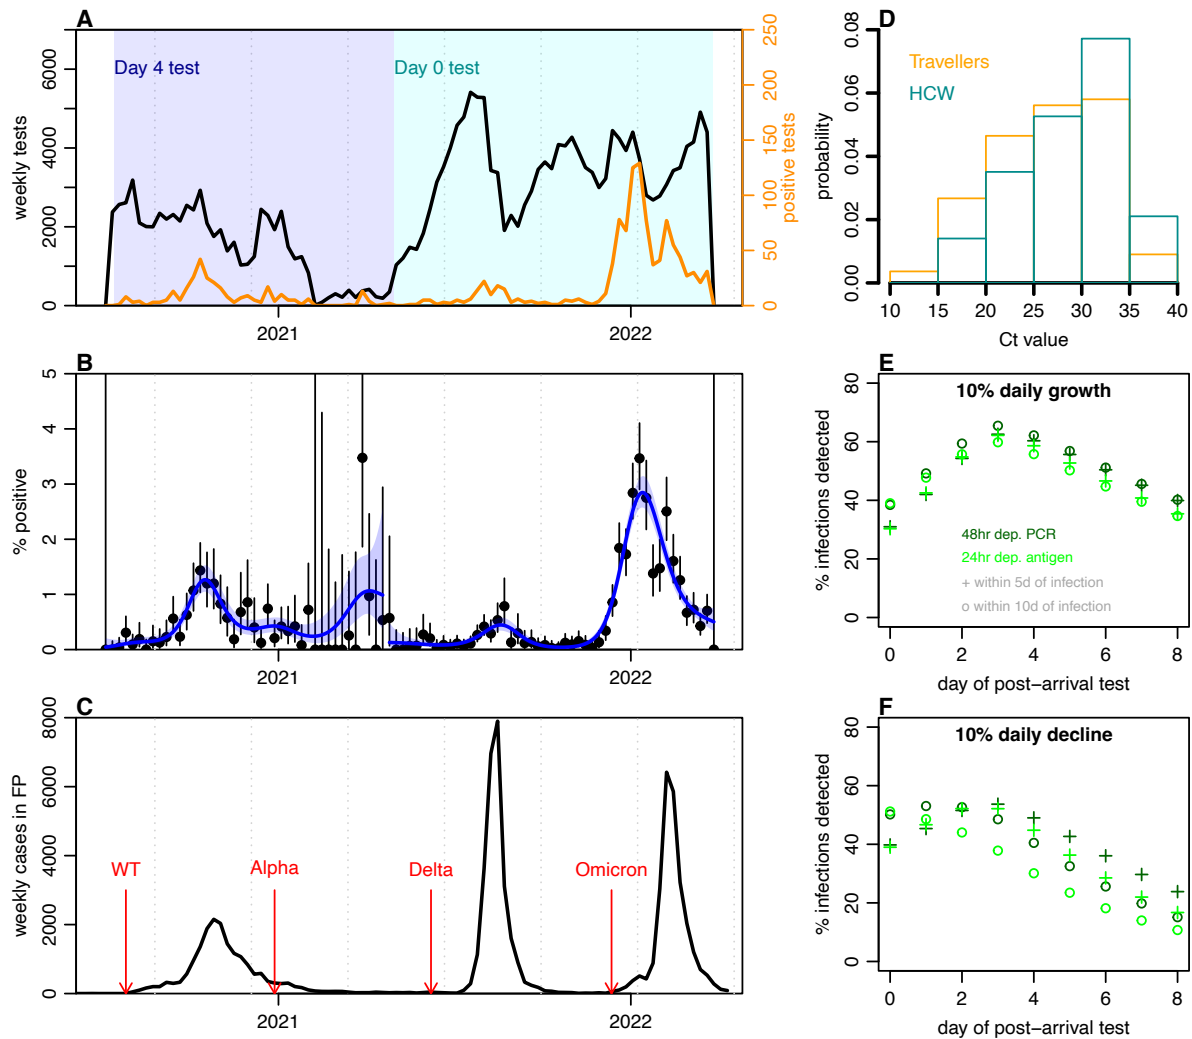 A
Day 4 test
Day 0 test
weekly tests
0
2000
4000
6000
positive tests
0
50
100
150
200
250
2021
2022
B
% positive
0
1
2
3
4
5
2021
2022
C
weekly cases in FP
0
2000
4000
6000
8000
WT
Alpha
Delta
Omicron
2021
2022
D
Travellers
HCW
probability
0.00
0.02
0.04
0.06
0.08
10 15 20 25 30 35 40
Ct value
E
10% daily growth
% infections detected
0
20
40
60
80
48hr dep. PCR
24hr dep. antigen
+ within 5d of infection
o within 10d of infection
0 2 4 6 8
day of post−arrival test
F
10% daily decline
% infections detected
0
20
40
60
80
0 2 4 6 8
day of post−arrival test